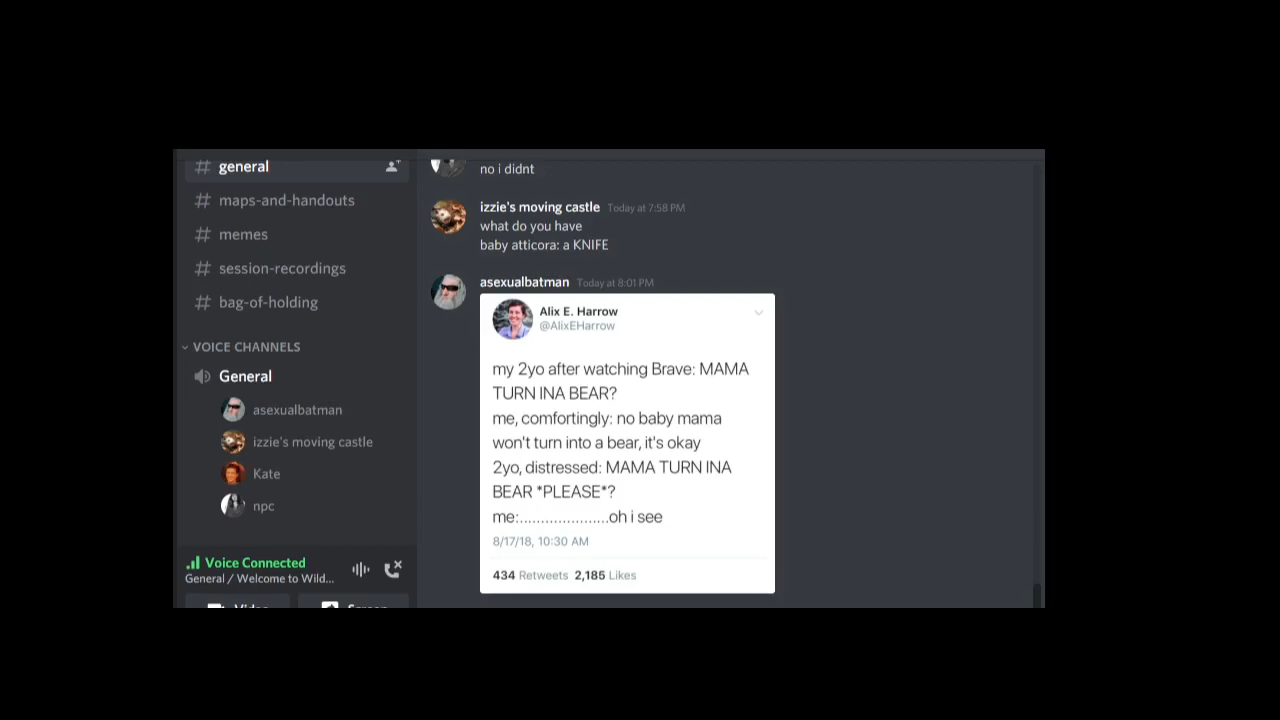 general
maps-and-handouts
memes
session-recordings
bag-of-holding
VOICE CHANNELS
General
asexualbatman
izzie's moving castle
Kate
npc
Voice Connected
General / Welcome to Wild...
Video
Screen
no i didnt
izzie's moving castle Today at 7:58 PM
what do you have
baby atticora: a KNIFE
asexualbatman Today at 8:01 PM
Alix E. Harrow
@AlixEHarrow
my 2yo after watching Brave: MAMA
TURN INA BEAR?
me, comfortingly: no baby mama
won't turn into a bear, it's okay
2yo, distressed: MAMA TURN INA
BEAR *PLEASE*?
me:.....................oh i see
8/17/18, 10:30 AM
434 Retweets 2,185 Likes